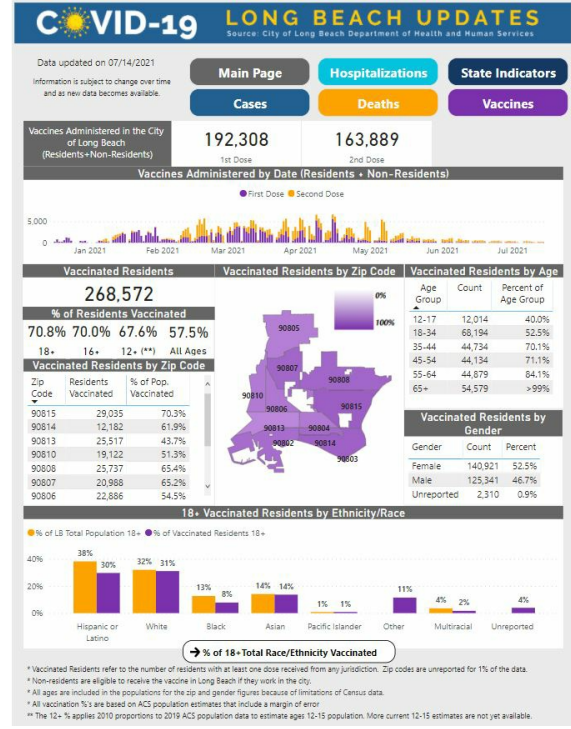 COVID-19
LONG BEACH UPDATES
Source: City of Long Beach Department of Health and Human Services
Data updated on 07/14/2021
Information is subject to change over time
and as new data becomes available.
Main Page
Hospitalizations
State Indicators
Cases
Deaths
Vaccines
Vaccines Administered in the City
of Long Beach
(Residents+Non-Residents)
192,308
1st Dose
163,889
2nd Dose
Vaccines Administered by Date (Residents + Non-Residents)
First Dose Second Dose
5,000
0
Jan 2021 Feb 2021 Mar 2021 Apr 2021 May 2021 Jun 2021 Jul 2021
Vaccinated Residents
268,572
% of Residents Vaccinated
70.8% 70.0% 67.6% 57.5%
18+ 16+ 12+ (**) All Ages
Vaccinated Residents by Zip Code
Zip Code Residents Vaccinated % of Pop. Vaccinated
90815 29,035 70.3%
90814 12,182 61.9%
90813 25,517 43.7%
90810 19,122 51.3%
90808 25,737 65.4%
90807 20,988 65.2%
90806 22,886 54.5%
Vaccinated Residents by Zip Code
0%
100%
90805
90807
90808
90810
90806
90815
90813
90804
90802
90814
90803
Vaccinated Residents by Age
Age Group Count Percent of Age Group
12-17 12,014 40.0%
18-34 68,194 52.5%
35-44 44,734 70.1%
45-54 44,134 71.1%
55-64 44,879 84.1%
65+ 54,579 >99%
Vaccinated Residents by
Gender
Gender Count Percent
Female 140,921 52.5%
Male 125,341 46.7%
Unreported 2,310 0.9%
18+ Vaccinated Residents by Ethnicity/Race
% of LB Total Population 18+ % of Vaccinated Residents 18+
40%
20%
0%
38% 30% 32% 31% 13% 8% 14% 14% 1% 1% 11% 4% 2% 4%
Hispanic or Latino White Black Asian Pacific Islander Other Multiracial Unreported
→ % of 18+Total Race/Ethnicity Vaccinated
* Vaccinated Residents refer to the number of residents with at least one dose received from any jurisdiction. Zip codes are unreported for 1% of the data.
* Non-residents are eligible to receive the vaccine in Long Beach if they work in the city.
* All ages are included in the populations for the zip and gender figures because of limitations of Census data.
* All vaccination %'s are based on ACS population estimates that include a margin of error
** The 12+ % applies 2010 proportions to 2019 ACS population data to estimate ages 12-15 population. More current 12-15 estimates are not yet available.